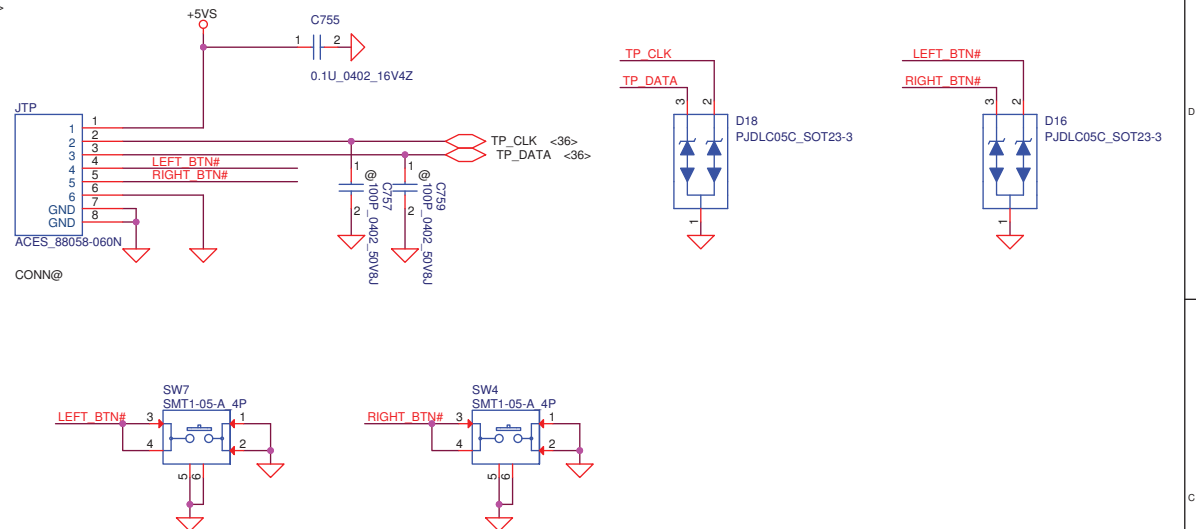 >
+5VS
C755
1 2
0.1U_0402_16V4Z
JTP
1 1
2 2
3 3
4 4
5 5
6 6
GND 7
GND 8
ACES_88058-060N
CONN@
LEFT_BTN#
RIGHT_BTN#
TP_CLK <36>
TP_DATA <36>
1
2
@
C757
100P_0402_50V8J
1
2
@
C759
100P_0402_50V8J
TP_CLK
TP_DATA
3 2
D18
PJDLC05C_SOT23-3
1
LEFT_BTN#
RIGHT_BTN#
3 2
D16
PJDLC05C_SOT23-3
1
D
SW7
SMT1-05-A_4P
LEFT_BTN# 3 1
4 2
5 6
SW4
SMT1-05-A_4P
RIGHT_BTN# 3 1
4 2
5 6
C